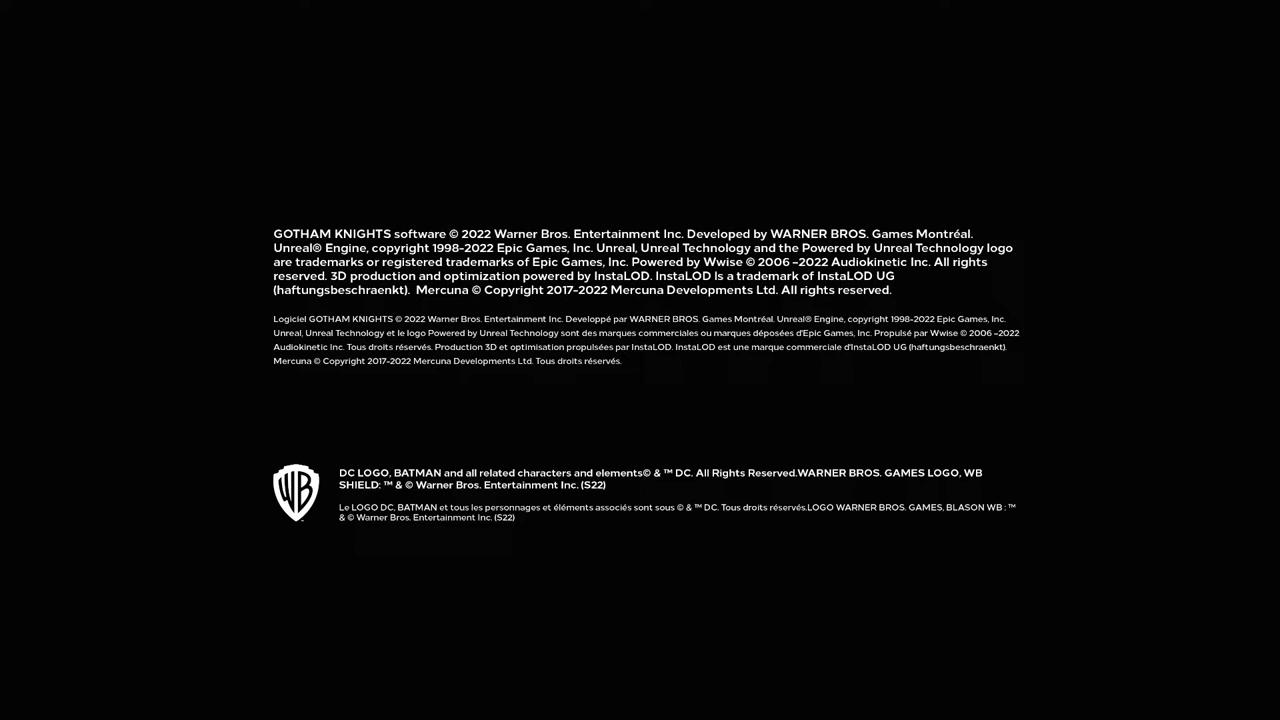 GOTHAM KNIGHTS software © 2022 Warner Bros. Entertainment Inc. Developed by WARNER BROS. Games Montréal.
Unreal® Engine, copyright 1998-2022 Epic Games, Inc. Unreal, Unreal Technology and the Powered by Unreal Technology logo
are trademarks or registered trademarks of Epic Games, Inc. Powered by Wwise © 2006 –2022 Audiokinetic Inc. All rights
reserved. 3D production and optimization powered by InstaLOD. InstaLOD Is a trademark of InstaLOD UG
(haftungsbeschraenkt).  Mercuna © Copyright 2017-2022 Mercuna Developments Ltd. All rights reserved.
Logiciel GOTHAM KNIGHTS © 2022 Warner Bros. Entertainment Inc. Developpé par WARNER BROS. Games Montréal. Unreal® Engine, copyright 1998-2022 Epic Games, Inc.
Unreal, Unreal Technology et le logo Powered by Unreal Technology sont des marques commerciales ou marques déposées d'Epic Games, Inc. Propulsé par Wwise © 2006 –2022
Audiokinetic Inc. Tous droits réservés. Production 3D et optimisation propulsées par InstaLOD. InstaLOD est une marque commerciale d'InstaLOD UG (haftungsbeschraenkt).
Mercuna © Copyright 2017-2022 Mercuna Developments Ltd. Tous droits réservés.
WB
DC LOGO, BATMAN and all related characters and elements© & ™ DC. All Rights Reserved.WARNER BROS. GAMES LOGO, WB
SHIELD: ™ & © Warner Bros. Entertainment Inc. (S22)
Le LOGO DC, BATMAN et tous les personnages et éléments associés sont sous © & ™ DC. Tous droits réservés.LOGO WARNER BROS. GAMES, BLASON WB : ™
& © Warner Bros. Entertainment Inc. (S22)